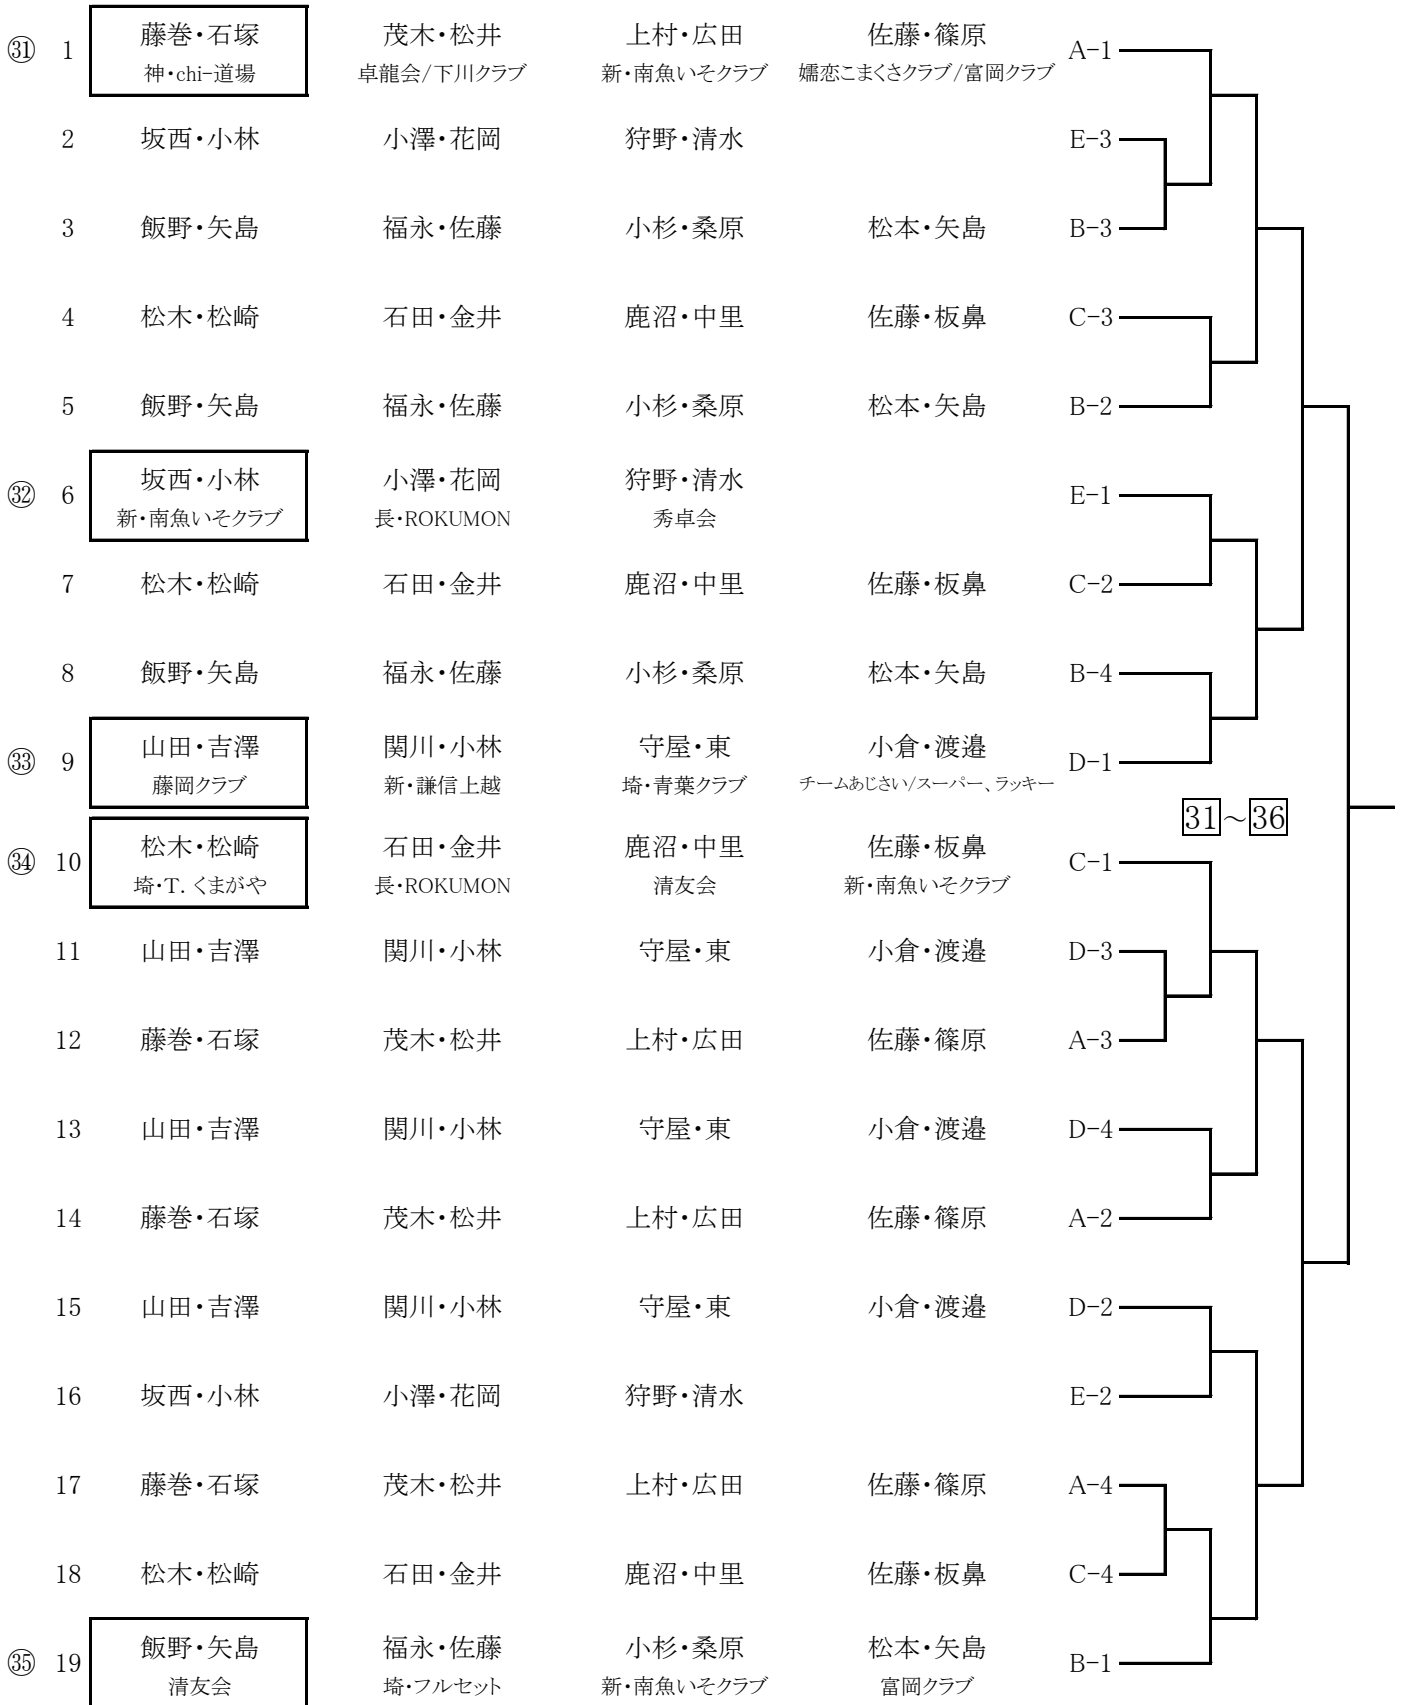 ㉛ 1 藤巻・石塚 茂木・松井 上村・広田 佐藤・篠原 A-1
神・chi-道場 卓龍会/下川クラブ 新・南魚いそクラブ 嬬恋こまくさクラブ/富岡クラブ
2 坂西・小林 小澤・花岡 狩野・清水 E-3
3 飯野・矢島 福永・佐藤 小杉・桑原 松本・矢島 B-3
4 松木・松崎 石田・金井 鹿沼・中里 佐藤・板鼻 C-3
5 飯野・矢島 福永・佐藤 小杉・桑原 松本・矢島 B-2
㉜ 6 坂西・小林 小澤・花岡 狩野・清水 E-1
新・南魚いそクラブ 長・ROKUMON 秀卓会
7 松木・松崎 石田・金井 鹿沼・中里 佐藤・板鼻 C-2
8 飯野・矢島 福永・佐藤 小杉・桑原 松本・矢島 B-4
㉝ 9 山田・吉澤 関川・小林 守屋・東 小倉・渡邉 D-1
藤岡クラブ 新・謙信上越 埼・青葉クラブ チームあじさい/スーパー、ラッキー
31～36
㉞ 10 松木・松崎 石田・金井 鹿沼・中里 佐藤・板鼻 C-1
埼・T．くまがや 長・ROKUMON 清友会 新・南魚いそクラブ
11 山田・吉澤 関川・小林 守屋・東 小倉・渡邉 D-3
12 藤巻・石塚 茂木・松井 上村・広田 佐藤・篠原 A-3
13 山田・吉澤 関川・小林 守屋・東 小倉・渡邉 D-4
14 藤巻・石塚 茂木・松井 上村・広田 佐藤・篠原 A-2
15 山田・吉澤 関川・小林 守屋・東 小倉・渡邉 D-2
16 坂西・小林 小澤・花岡 狩野・清水 E-2
17 藤巻・石塚 茂木・松井 上村・広田 佐藤・篠原 A-4
18 松木・松崎 石田・金井 鹿沼・中里 佐藤・板鼻 C-4
㉟ 19 飯野・矢島 福永・佐藤 小杉・桑原 松本・矢島 B-1
清友会 埼・フルセット 新・南魚いそクラブ 富岡クラブ